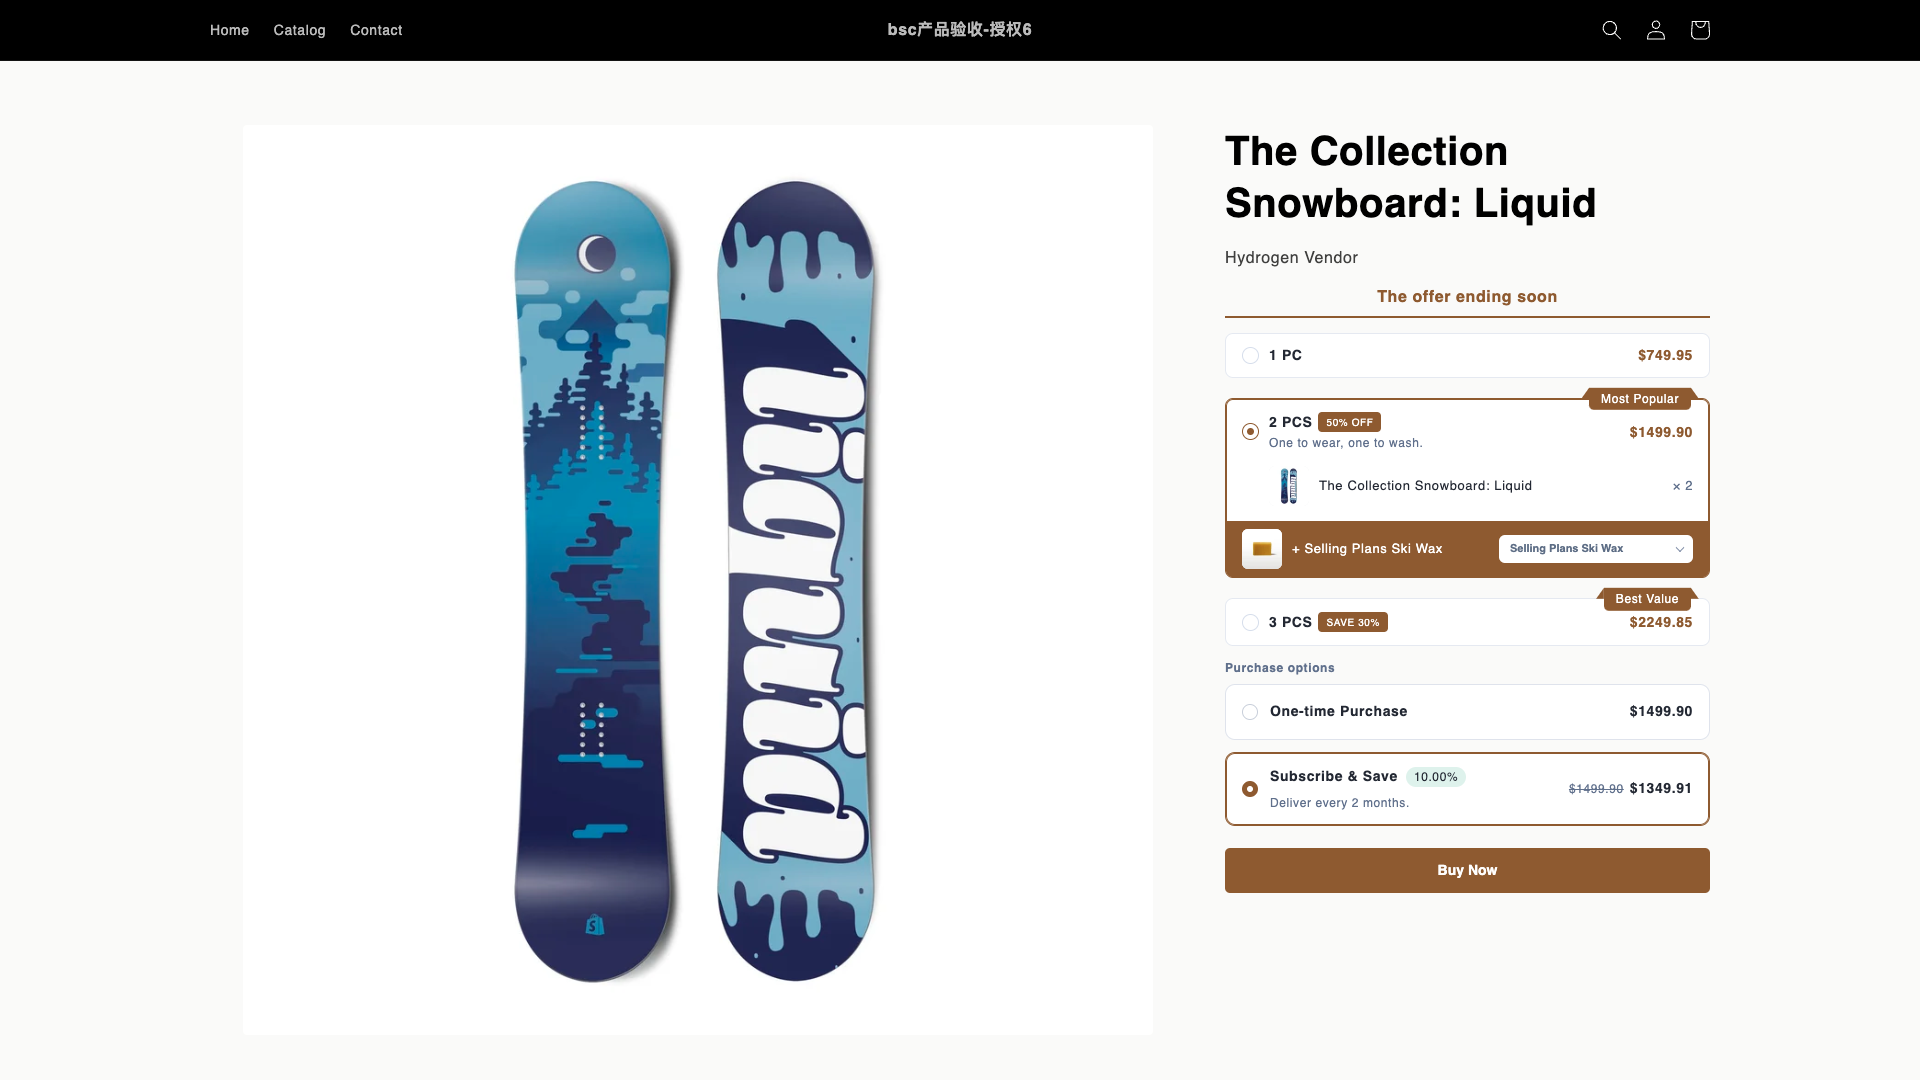 Home
Catalog
Contact
bsc产品验收-授权6
liquid
The Collection
Snowboard: Liquid
Hydrogen Vendor
The offer ending soon
1 PC
$749.95
Most Popular
2 PCS 50% OFF
$1499.90
One to wear, one to wash.
The Collection Snowboard: Liquid
× 2
+ Selling Plans Ski Wax
Selling Plans Ski Wax
Best Value
3 PCS SAVE 30%
$2249.85
Purchase options
One-time Purchase
$1499.90
Subscribe & Save 10.00%
$1499.90 $1349.91
Deliver every 2 months.
Buy Now